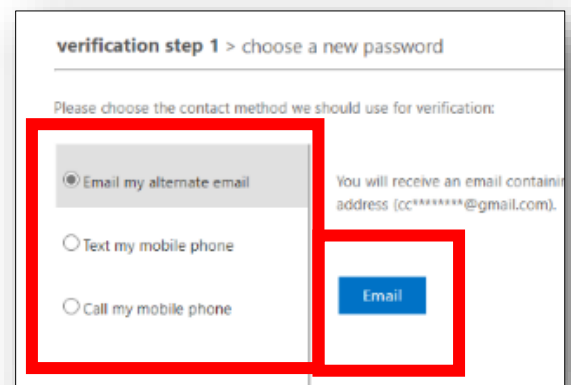 verification step 1 > choose a new password
Please choose the contact method we should use for verification:
Email my alternate email
Text my mobile phone
Call my mobile phone
You will receive an email
address (cc********@gmail.com).
Email